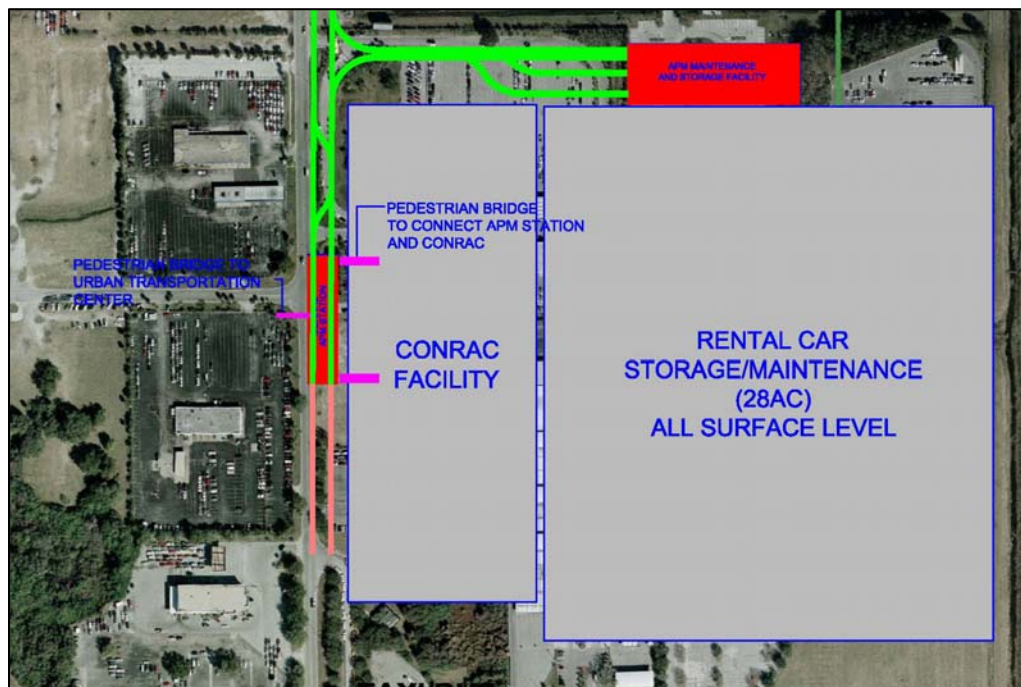 APM MAINTENANCE
AND STORAGE FACILITY
PEDESTRIAN BRIDGE
TO CONNECT APM STATION
AND CONRAC
PEDESTRIAN BRIDGE TO
URBAN TRANSPORTATION
CENTER
CONRAC
FACILITY
RENTAL CAR
STORAGE/MAINTENANCE
(28AC)
ALL SURFACE LEVEL